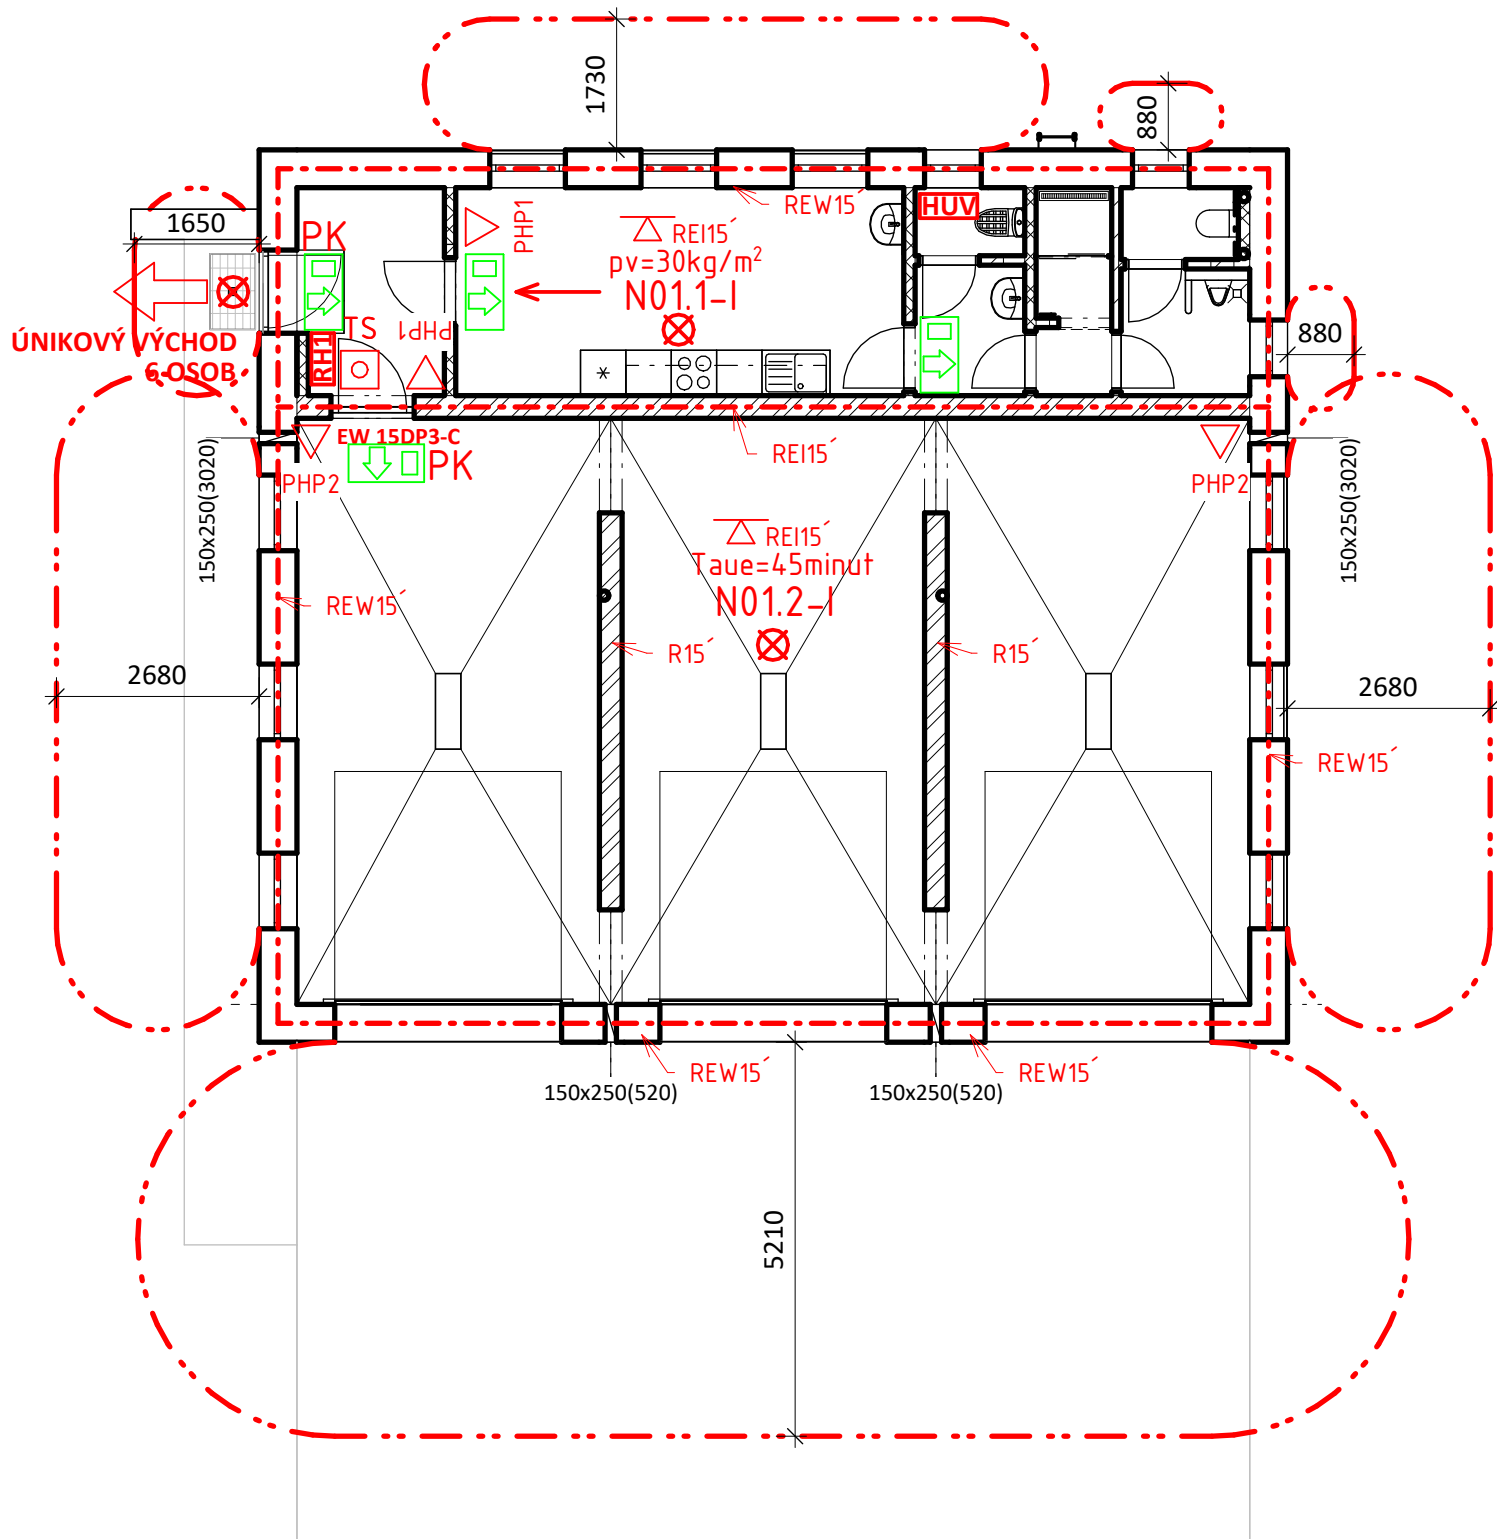 1730
880
1650
PK
PHP1
REI15´
pv=30kg/m²
N01.1-I
REW15´
HUV
ÚNIKOVÝ VÝCHOD
6 OSOB
RH1
TS
PHP1
880
EW 15DP3-C
PK
PHP2
150x250(3020)
REI15´
PHP2
150x250(3020)
REI15´
Taue=45minut
N01.2-I
REW15´
R15´
R15´
2680
2680
REW15´
REW15´
REW15´
150x250(520)
150x250(520)
5210